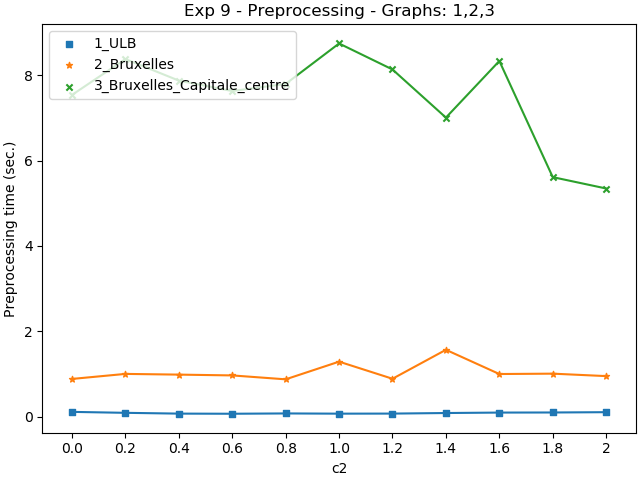 Exp 9 - Preprocessing - Graphs: 1,2,3
1_ULB
2_Bruxelles
3_Bruxelles_Capitale_centre
Preprocessing time (sec.)
8
6
4
2
0
0.0 0.2 0.4 0.6 0.8 1.0 1.2 1.4 1.6 1.8 2
c2